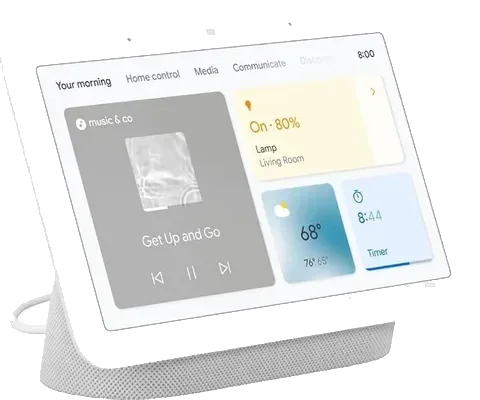 Your morning Home control Media Communicate Discover 8:00
music & co
Get Up and Go
On · 80%
Lamp
Living Room
68°
76° 65°
8:44
Timer